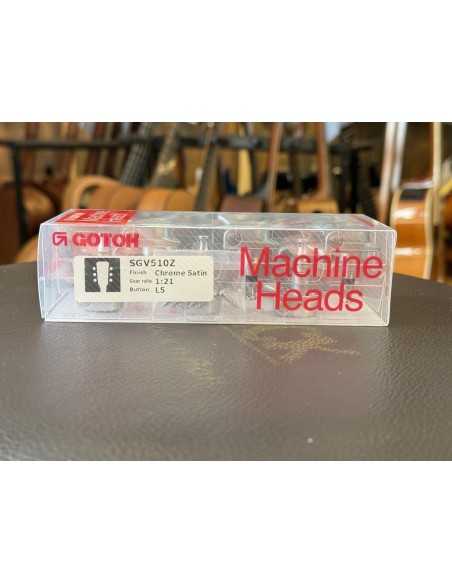 GOTOH
SGV510Z
Finish Chrome Satin
Gear ratio 1:21
Button L5
Machine
Heads